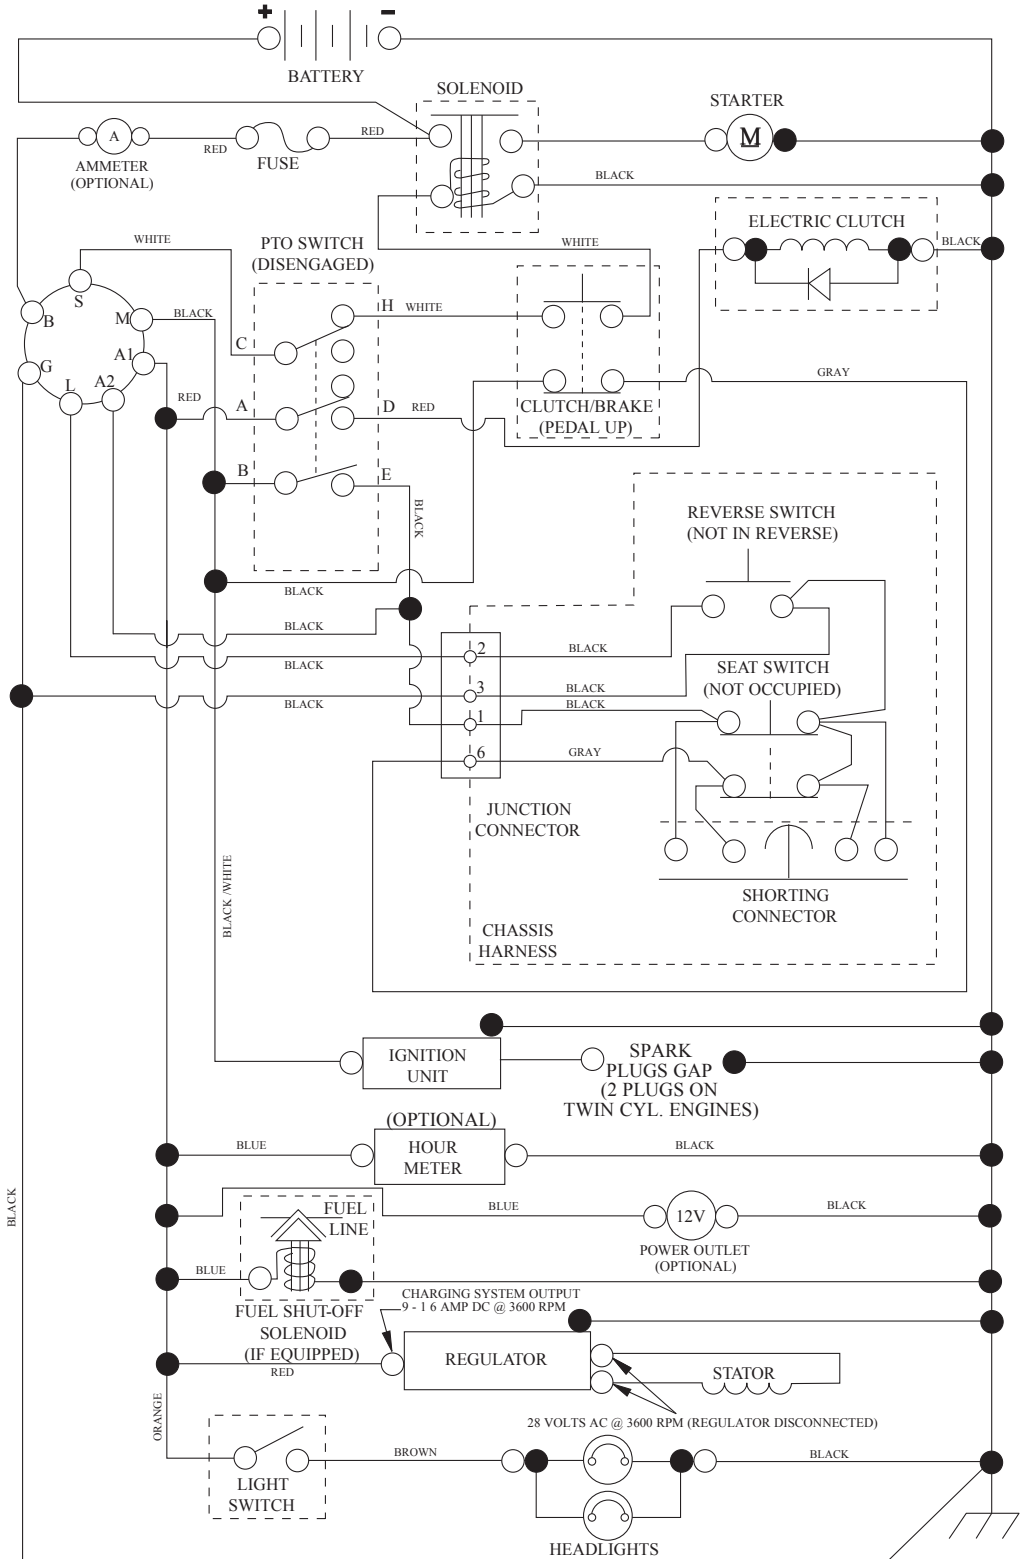 +
-
BATTERY
SOLENOID
STARTER
A
RED
FUSE
RED
M
AMMETER
(OPTIONAL)
BLACK
ELECTRIC CLUTCH
BLACK
WHITE
PTO SWITCH
(DISENGAGED)
WHITE
S
B
M
BLACK
H
WHITE
C
G
A1
L
A2
RED
A
D
RED
GRAY
CLUTCH/BRAKE
(PEDAL UP)
B
E
BLACK
REVERSE SWITCH
(NOT IN REVERSE)
BLACK
BLACK
2
BLACK
BLACK
SEAT SWITCH
(NOT OCCUPIED)
3
BLACK
BLACK
BLACK
1
6
GRAY
JUNCTION
CONNECTOR
SHORTING
CONNECTOR
CHASSIS
HARNESS
BLACK /WHITE
IGNITION
UNIT
SPARK
PLUGS GAP
(2 PLUGS ON
TWIN CYL. ENGINES)
(OPTIONAL)
HOUR
METER
BLUE
BLACK
BLACK
FUEL
LINE
BLUE
12V
BLACK
POWER OUTLET
(OPTIONAL)
BLUE
FUEL SHUT-OFF
SOLENOID
(IF EQUIPPED)
CHARGING SYSTEM OUTPUT
9 - 1 6 AMP DC @ 3600 RPM
RED
REGULATOR
STATOR
28 VOLTS AC @ 3600 RPM (REGULATOR DISCONNECTED)
ORANGE
LIGHT
SWITCH
BROWN
BLACK
HEADLIGHTS